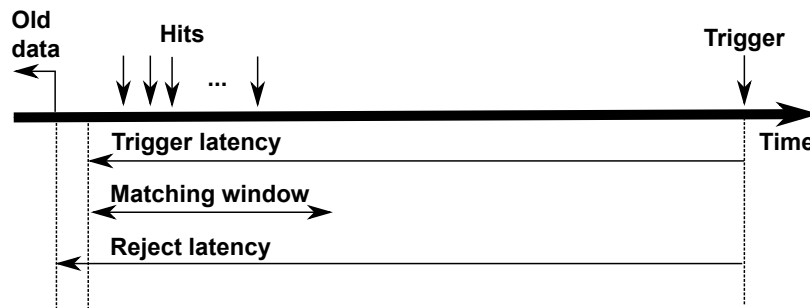 Old
data
Hits
Trigger
...
Time
Trigger latency
Matching window
Reject latency